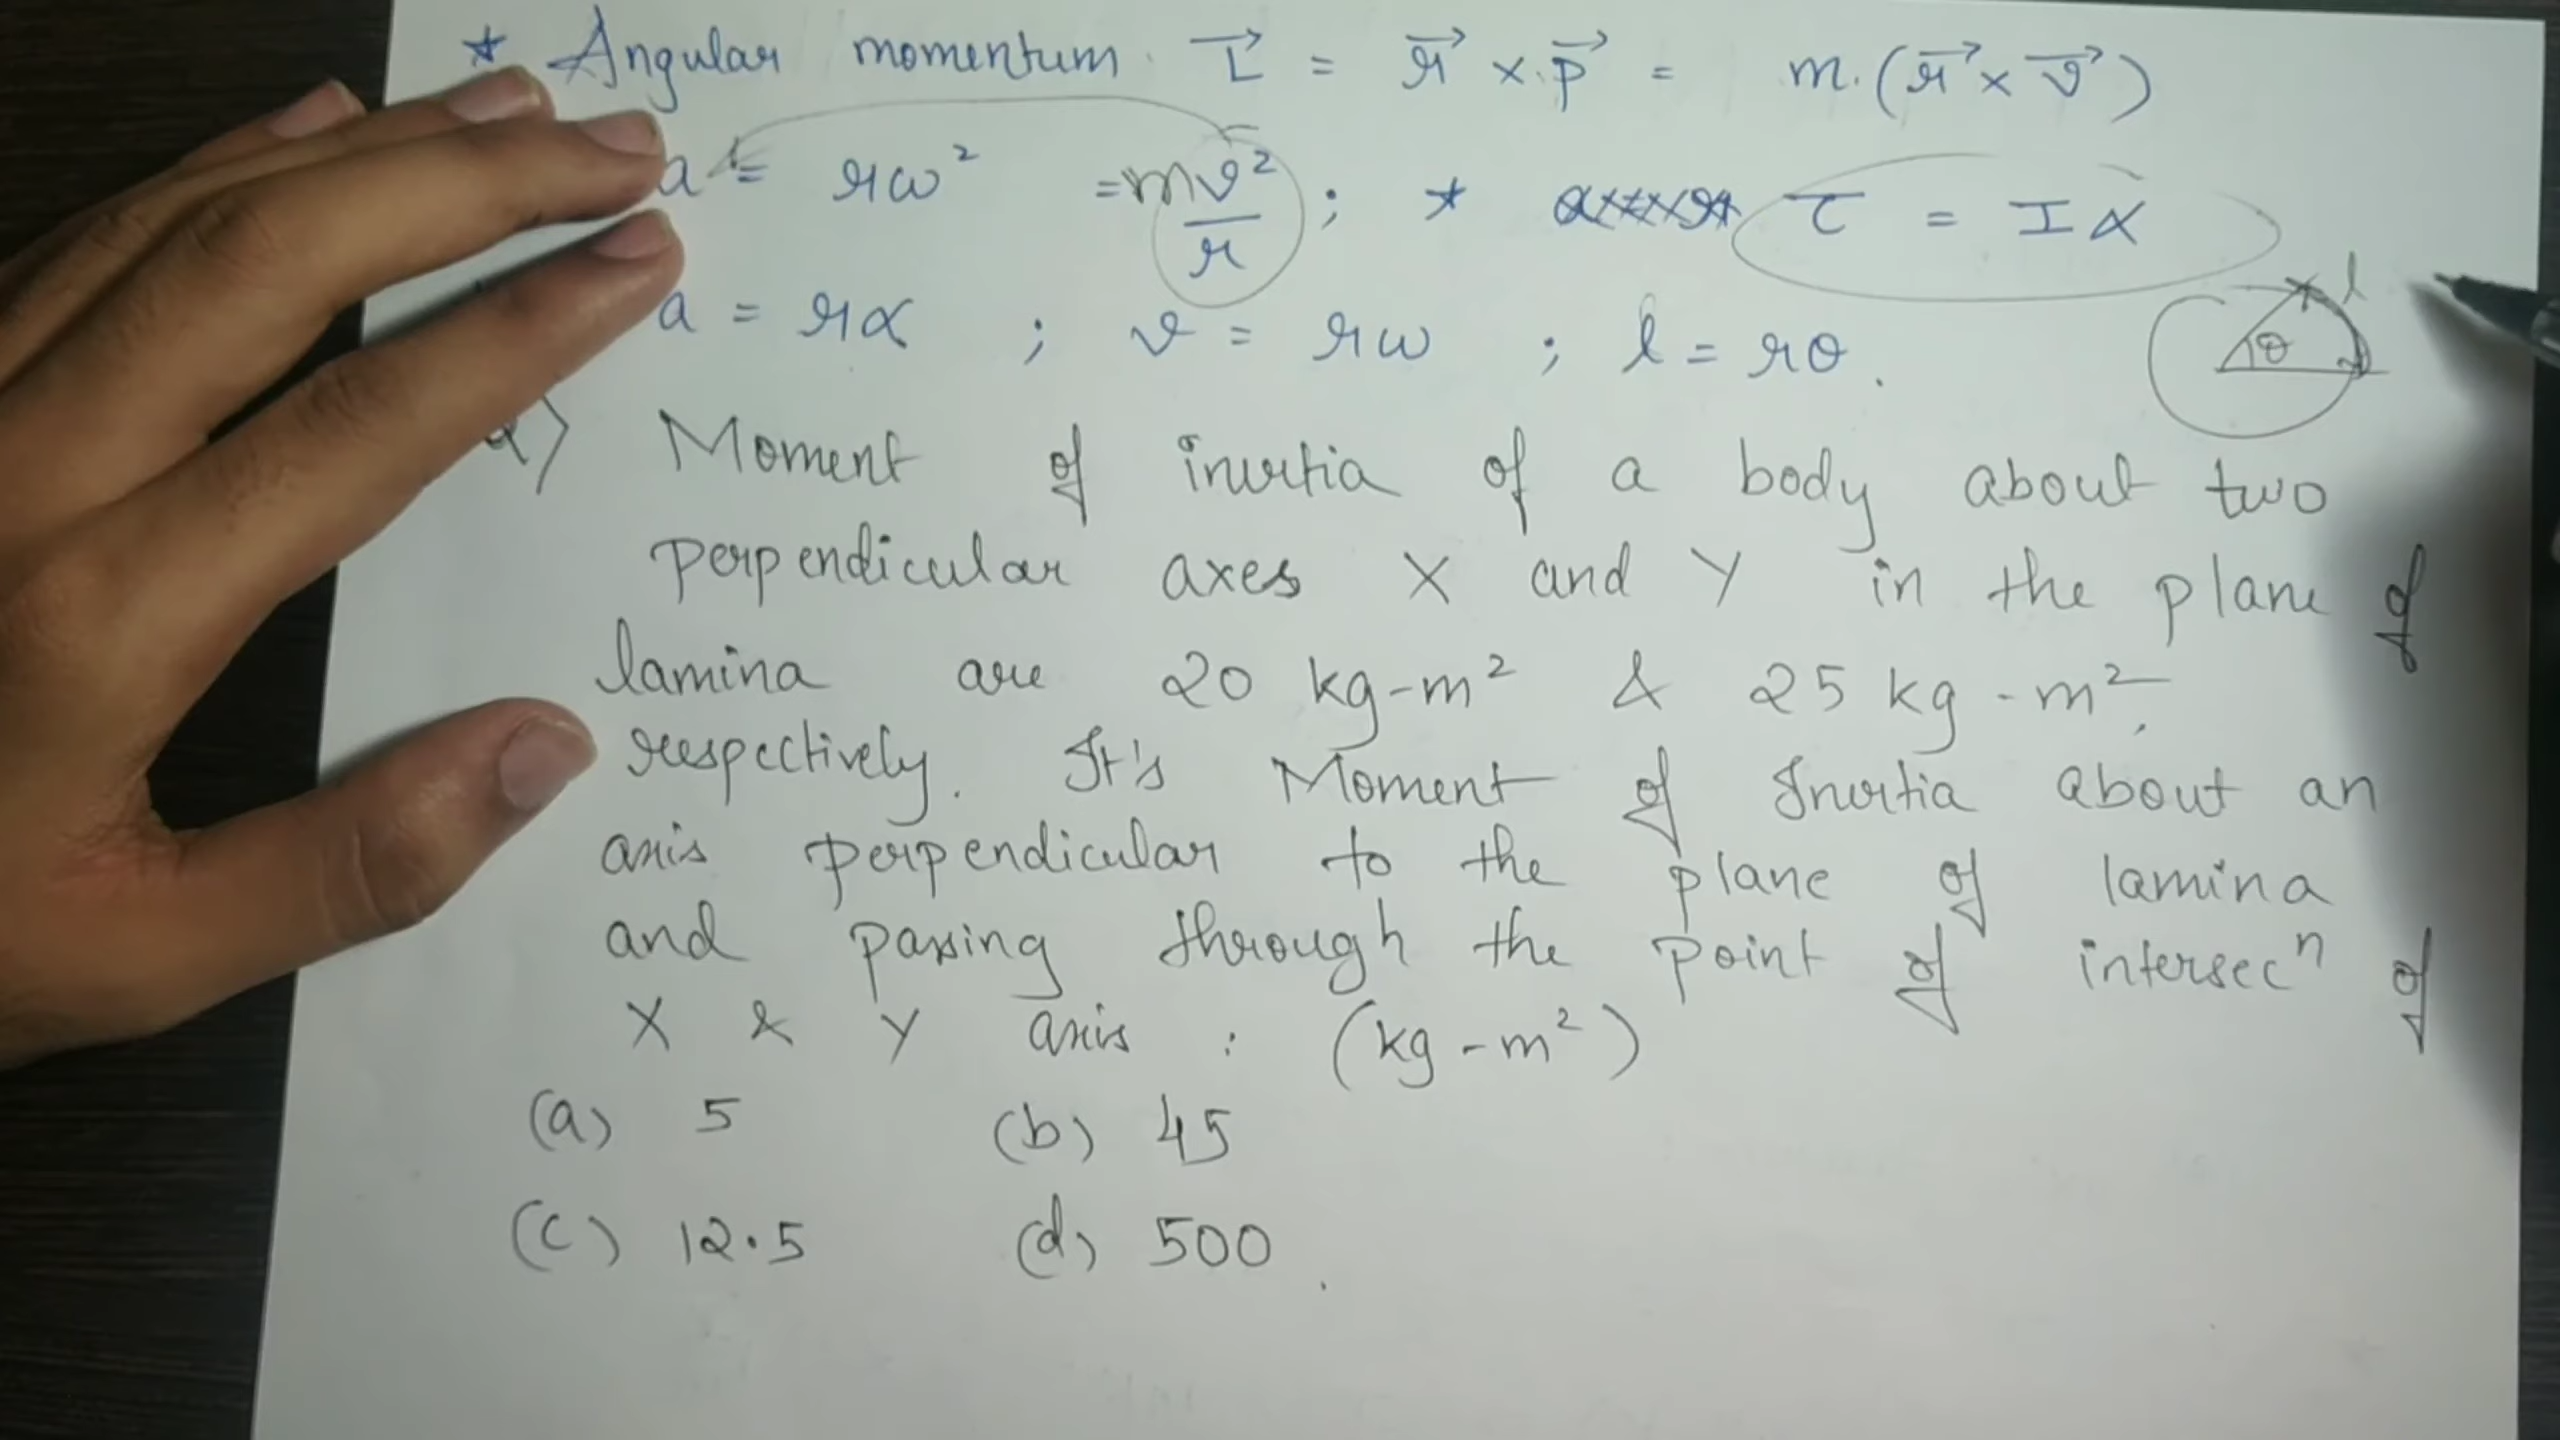 * Angular momentum L⃗ = r⃗ × p⃗ = m.(r⃗ × v⃗)
a = rω² = mv²/r ; * τ = Iα
a = rα ; v = rω ; l = rθ.
θ l
Moment of inertia of a body about two
perpendicular axes X and Y in the plane of
lamina are 20 kg-m² & 25 kg-m².
respectively. It's Moment of Inertia about an
axis perpendicular to the plane of lamina
and passing through the point of intersecⁿ of
X & Y axis : (kg-m²)
(a) 5 (b) 45
(c) 12.5 (d) 500.